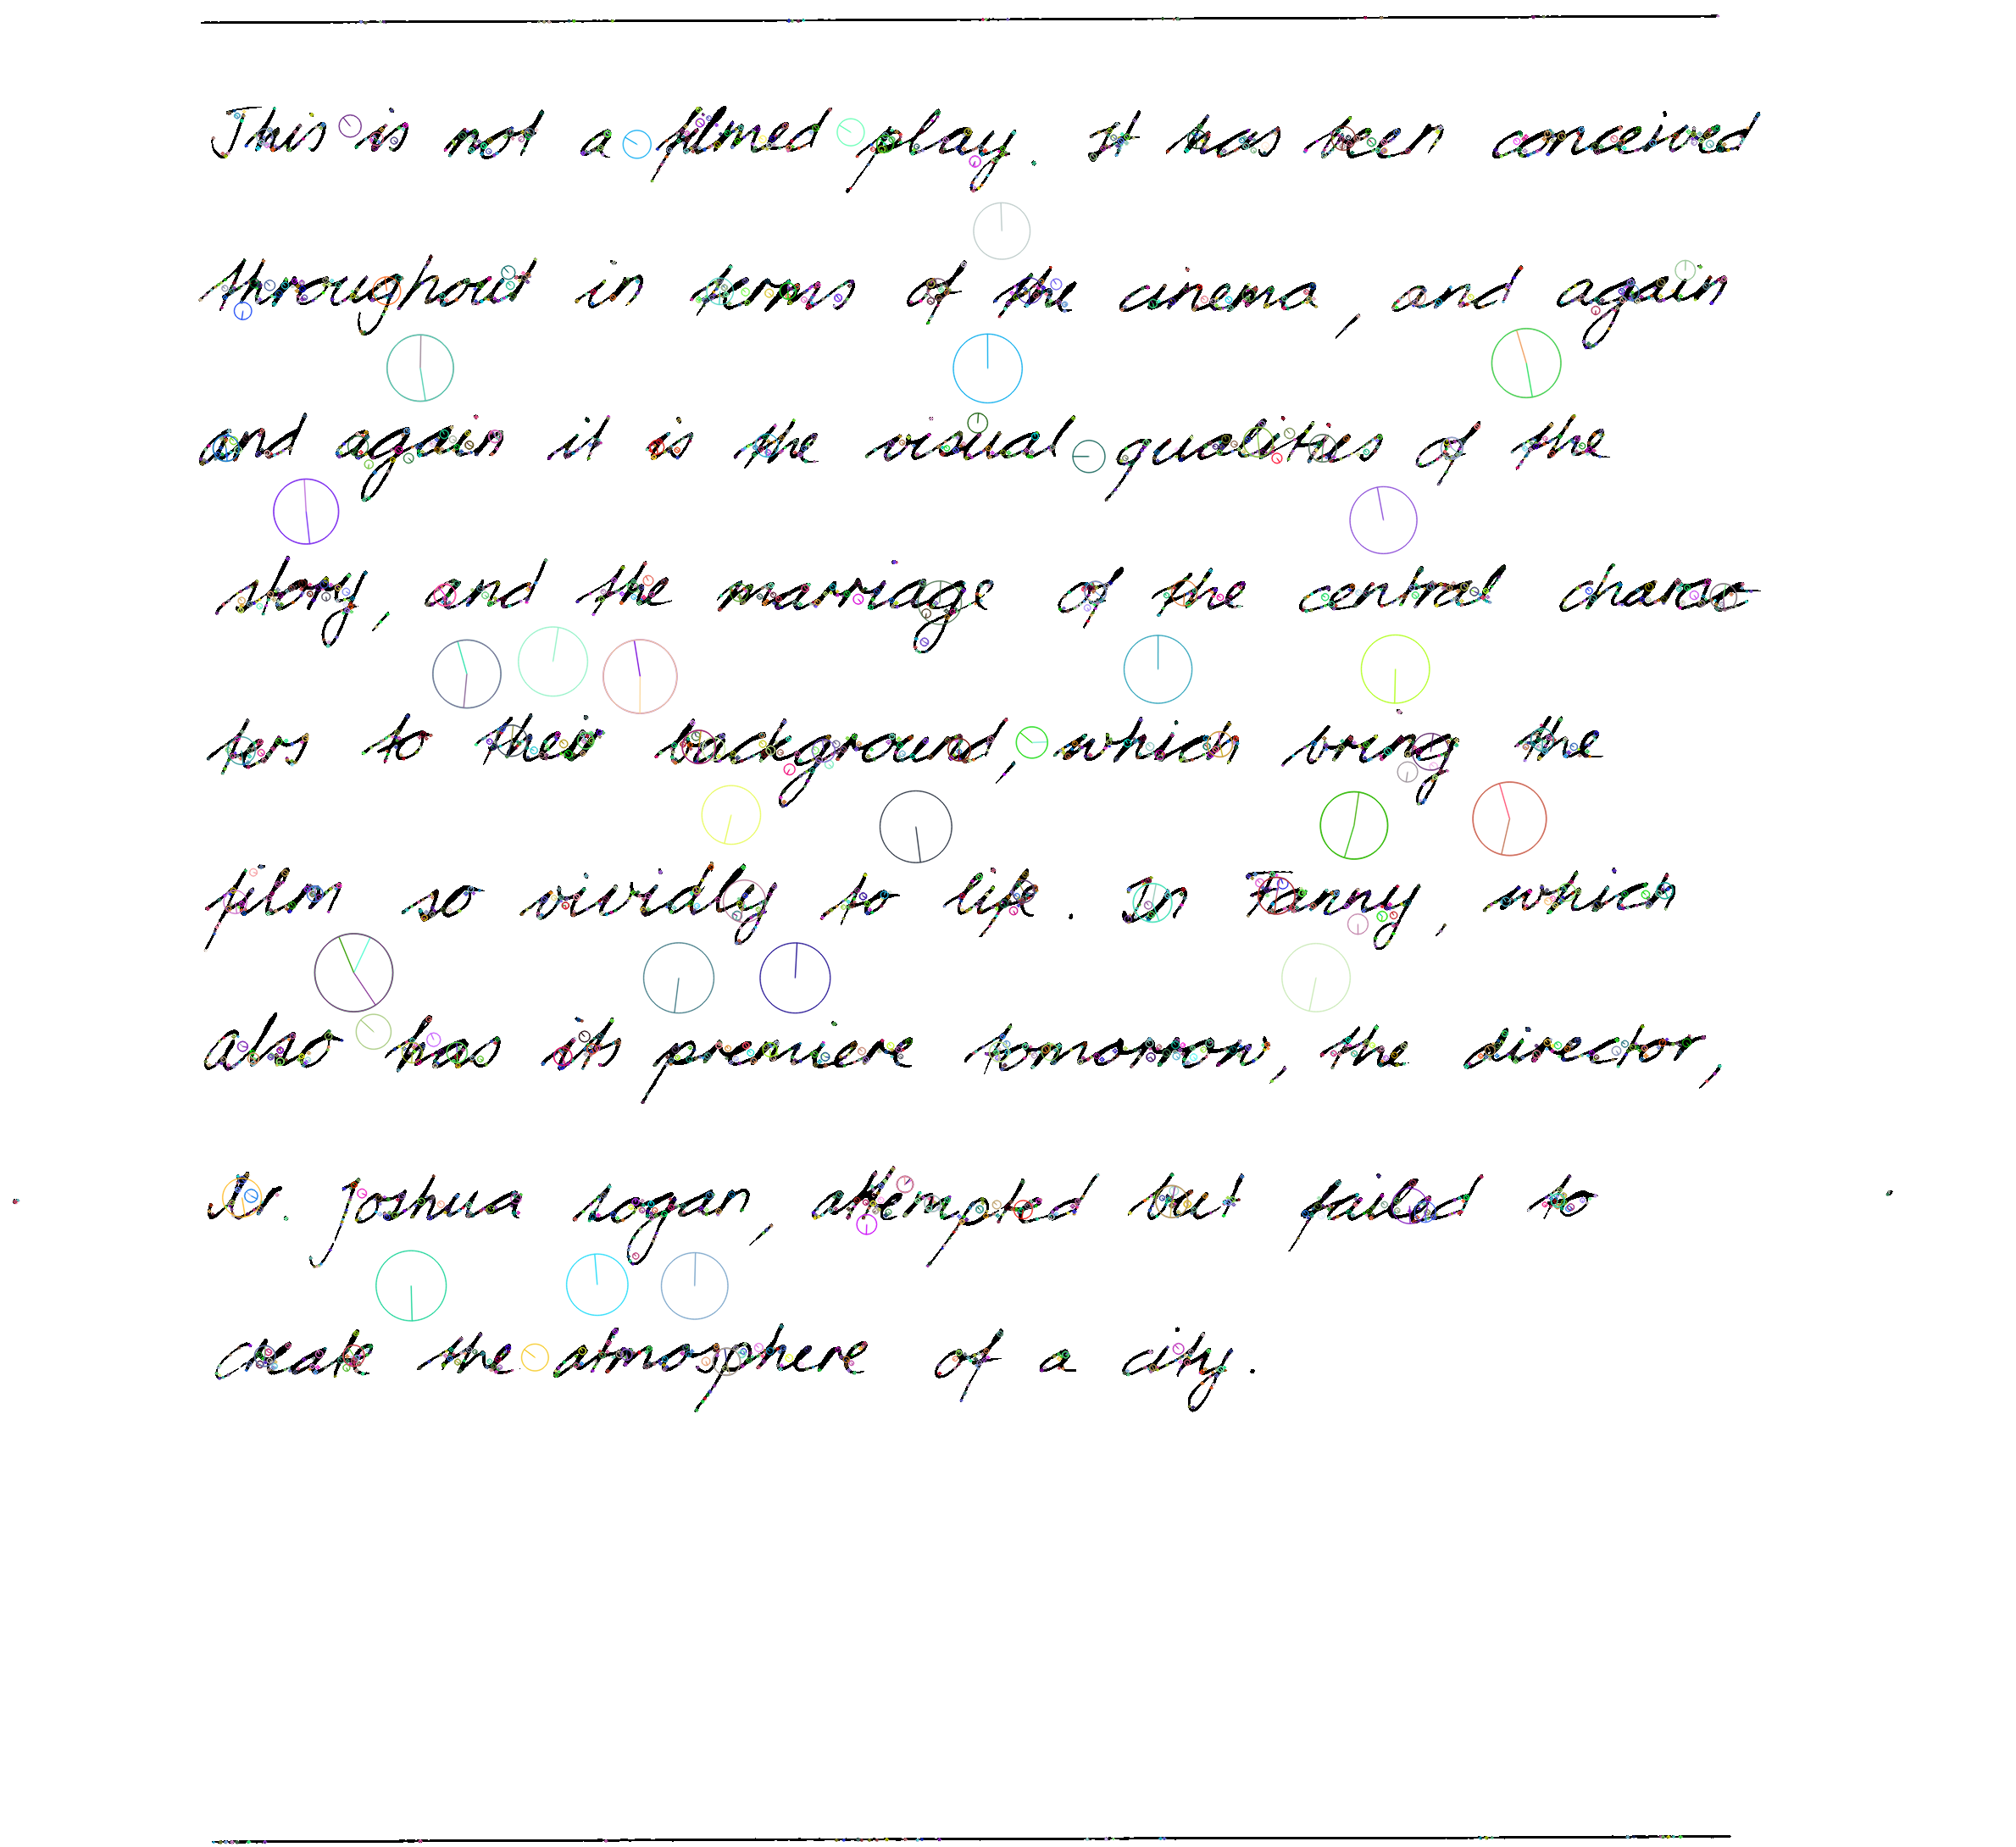 This is not a filmed play. It has been conceived
throughout in terms of the cinema, and again
and again it is the visual qualities of the
story, and the marriage of the central charac
ters to their background, which bring the
film so vividly to life. In Fanny, which
also has its premiere tomorrow, the director,
Mr. Joshua Logan, attempted but failed to
create the atmosphere of a city.